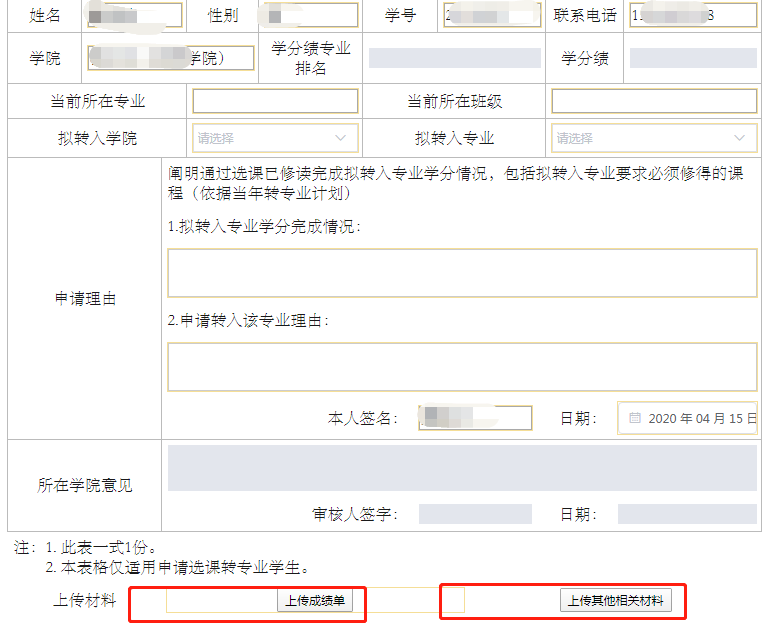 姓名 性别 学号 2 联系电话 1 8
学院 学院） 学分绩专业排名 学分绩
当前所在专业 当前所在班级
拟转入学院 请选择 拟转入专业 请选择
阐明通过选课已修读完成拟转入专业学分情况，包括拟转入专业要求必须修得的课
程（依据当年转专业计划）
1.拟转入专业学分完成情况：
申请理由
2.申请转入该专业理由：
本人签名： 日期： 2020 年 04 月 15 日
所在学院意见
审核人签字： 日期：
注：1. 此表一式1份。
2. 本表格仅适用申请选课转专业学生。
上传材料 上传成绩单 上传其他相关材料